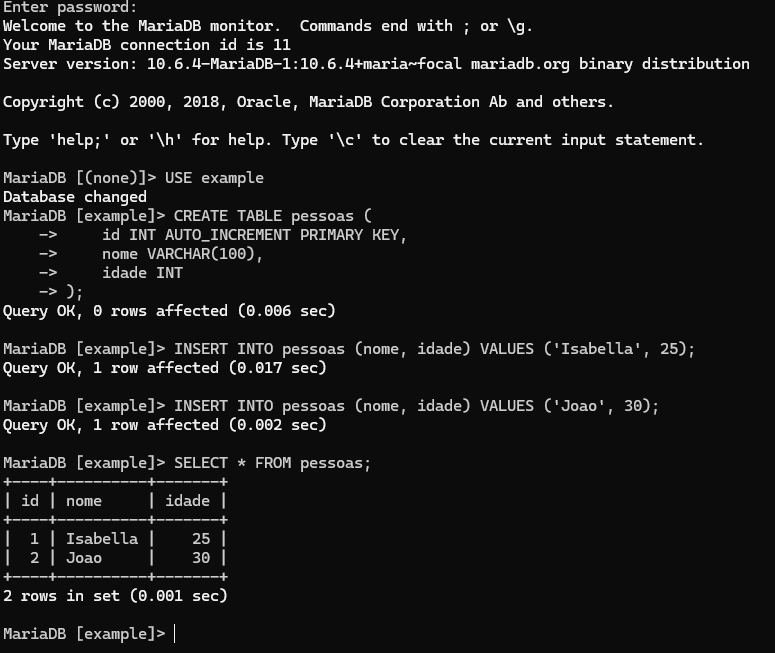 Enter password:
Welcome to the MariaDB monitor.  Commands end with ; or \g.
Your MariaDB connection id is 11
Server version: 10.6.4-MariaDB-1:10.6.4+maria~focal mariadb.org binary distribution

Copyright (c) 2000, 2018, Oracle, MariaDB Corporation Ab and others.

Type 'help;' or '\h' for help. Type '\c' to clear the current input statement.

MariaDB [(none)]> USE example
Database changed
MariaDB [example]> CREATE TABLE pessoas (
    ->     id INT AUTO_INCREMENT PRIMARY KEY,
    ->     nome VARCHAR(100),
    ->     idade INT
    -> );
Query OK, 0 rows affected (0.006 sec)

MariaDB [example]> INSERT INTO pessoas (nome, idade) VALUES ('Isabella', 25);
Query OK, 1 row affected (0.017 sec)

MariaDB [example]> INSERT INTO pessoas (nome, idade) VALUES ('Joao', 30);
Query OK, 1 row affected (0.002 sec)

MariaDB [example]> SELECT * FROM pessoas;
+----+----------+-------+
| id | nome     | idade |
+----+----------+-------+
|  1 | Isabella |    25 |
|  2 | Joao     |    30 |
+----+----------+-------+
2 rows in set (0.001 sec)

MariaDB [example]>